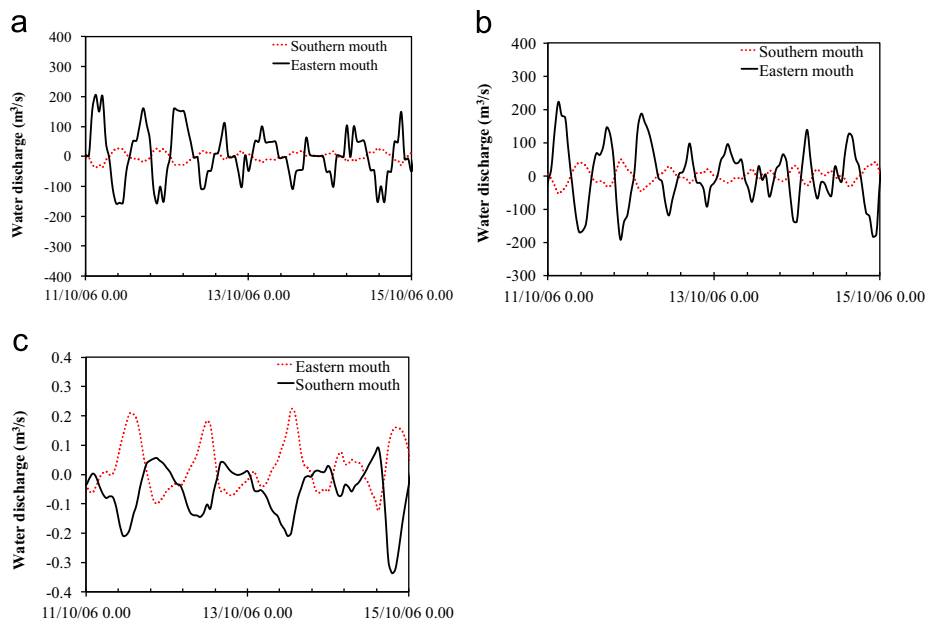 a
400
300
200
100
0
-100
-200
-300
-400
Water discharge (m³/s)
Southern mouth
Eastern mouth
11/10/06 0.00
13/10/06 0.00
15/10/06 0.00
b
400
300
200
100
0
-100
-200
-300
Water discharge (m³/s)
Southern mouth
Eastern mouth
11/10/06 0.00
13/10/06 0.00
15/10/06 0.00
c
0.4
0.3
0.2
0.1
0.0
-0.1
-0.2
-0.3
-0.4
Water discharge (m³/s)
Eastern mouth
Southern mouth
11/10/06 0.00
13/10/06 0.00
15/10/06 0.00